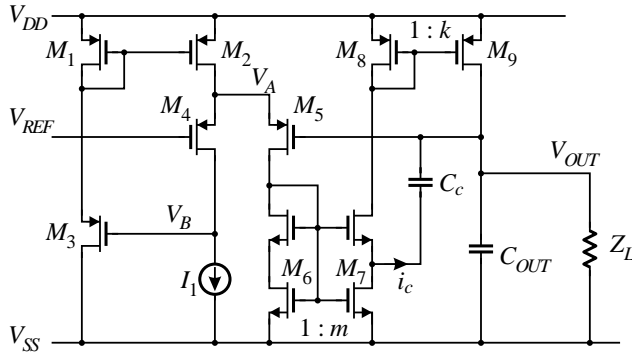 V_DD
1 : k
M_1
M_2
M_8
M_9
V_A
V_REF
M_4
M_5
V_OUT
C_c
V_B
M_3
I_1
M_6
M_7
i_c
C_OUT
Z_L
1 : m
V_SS